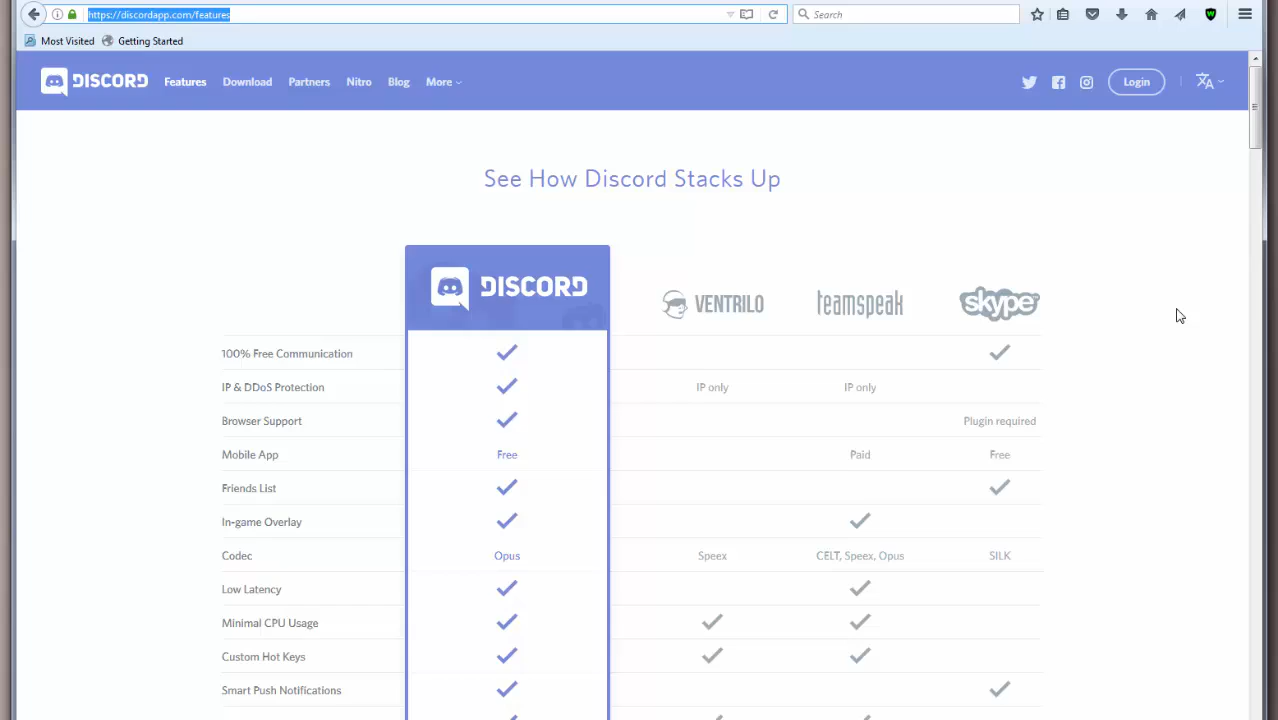 https://discordapp.com/features
Search
Most Visited Getting Started
DISCORD Features Download Partners Nitro Blog More Login
See How Discord Stacks Up
DISCORD VENTRILO teamspeak skype
100% Free Communication
IP & DDoS Protection IP only IP only
Browser Support Plugin required
Mobile App Free Paid Free
Friends List
In-game Overlay
Codec Opus Speex CELT, Speex, Opus SILK
Low Latency
Minimal CPU Usage
Custom Hot Keys
Smart Push Notifications